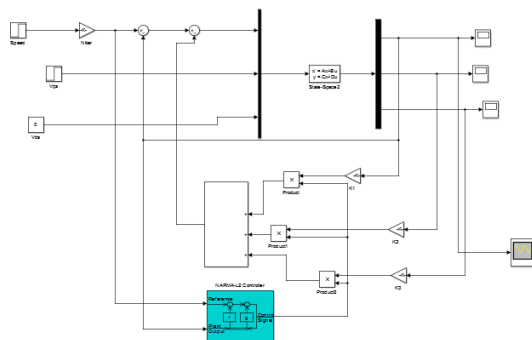 Speed
Nbar
Vqs
0
Vds
x' = Ax+Bu
y = Cx+Du
State-Space2
K1
Product
K2
Product1
K3
Product2
NARMA-L2 Controller
Reference
f
g
Plant
Output
Control
Signal